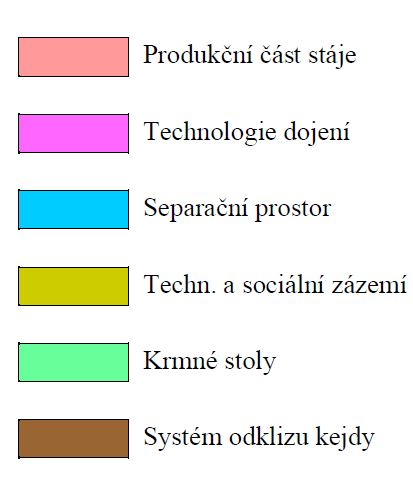 Produkční část stáje
Technologie dojení
Separační prostor
Techn. a sociální zázemí
Krmné stoly
Systém odklizu kejdy